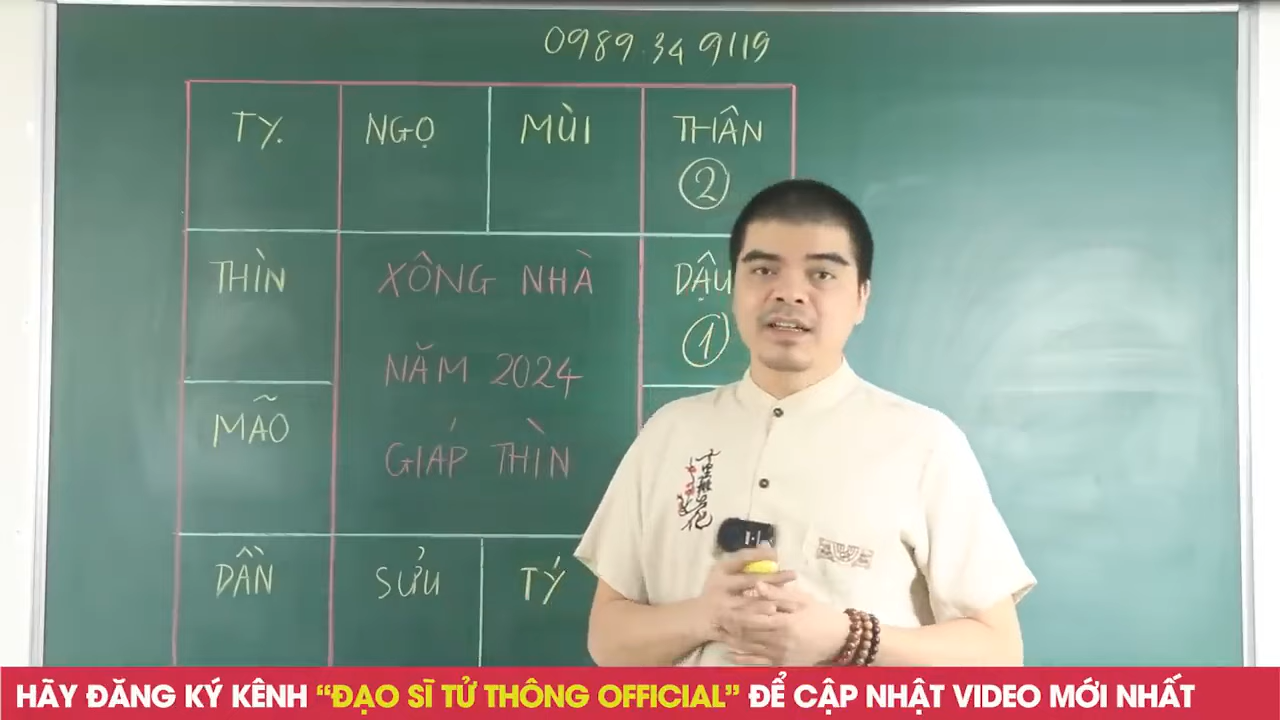 0989.34 9119
TỴ.
NGỌ
MÙI
THÂN
2
THÌN
XÔNG NHÀ
DẬU
1
NĂM 2024
MÃO
GIÁP THÌN
DẦN
SỬU
TÝ
HÃY ĐĂNG KÝ KÊNH “ĐẠO SĨ TỬ THÔNG OFFICIAL” ĐỂ CẬP NHẬT VIDEO MỚI NHẤT